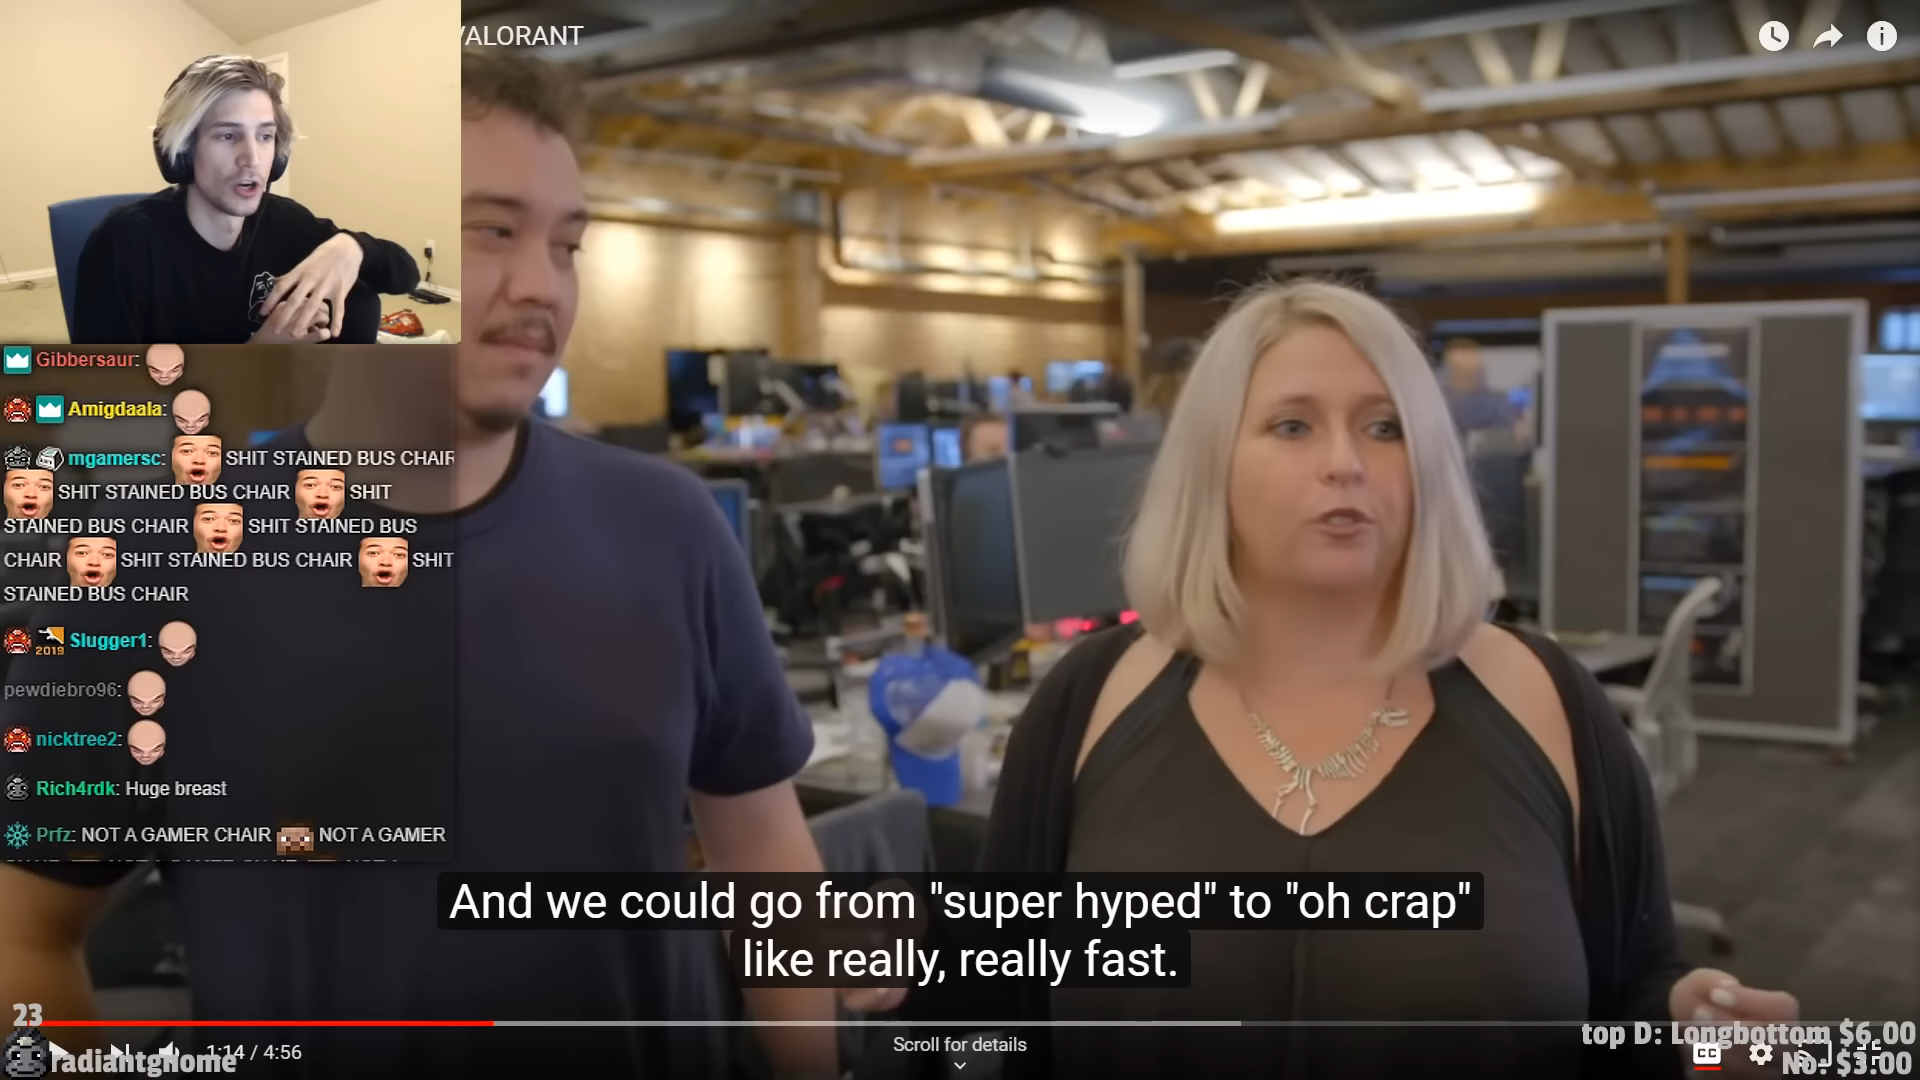 VALORANT
Gibbersaur:
Amigdaala:
mgamersc: SHIT STAINED BUS CHAIR
SHIT STAINED BUS CHAIR SHIT
STAINED BUS CHAIR SHIT STAINED BUS
CHAIR SHIT STAINED BUS CHAIR SHIT
STAINED BUS CHAIR
2019 Slugger1:
pewdiebro96:
nicktree2:
Rich4rdk: Huge breast
Prfz: NOT A GAMER CHAIR NOT A GAMER
And we could go from "super hyped" to "oh crap"
like really, really fast.
23
radiantgnome
1:14 / 4:56
Scroll for details
top D: Longbottom $6.00
CC
No: $3.00